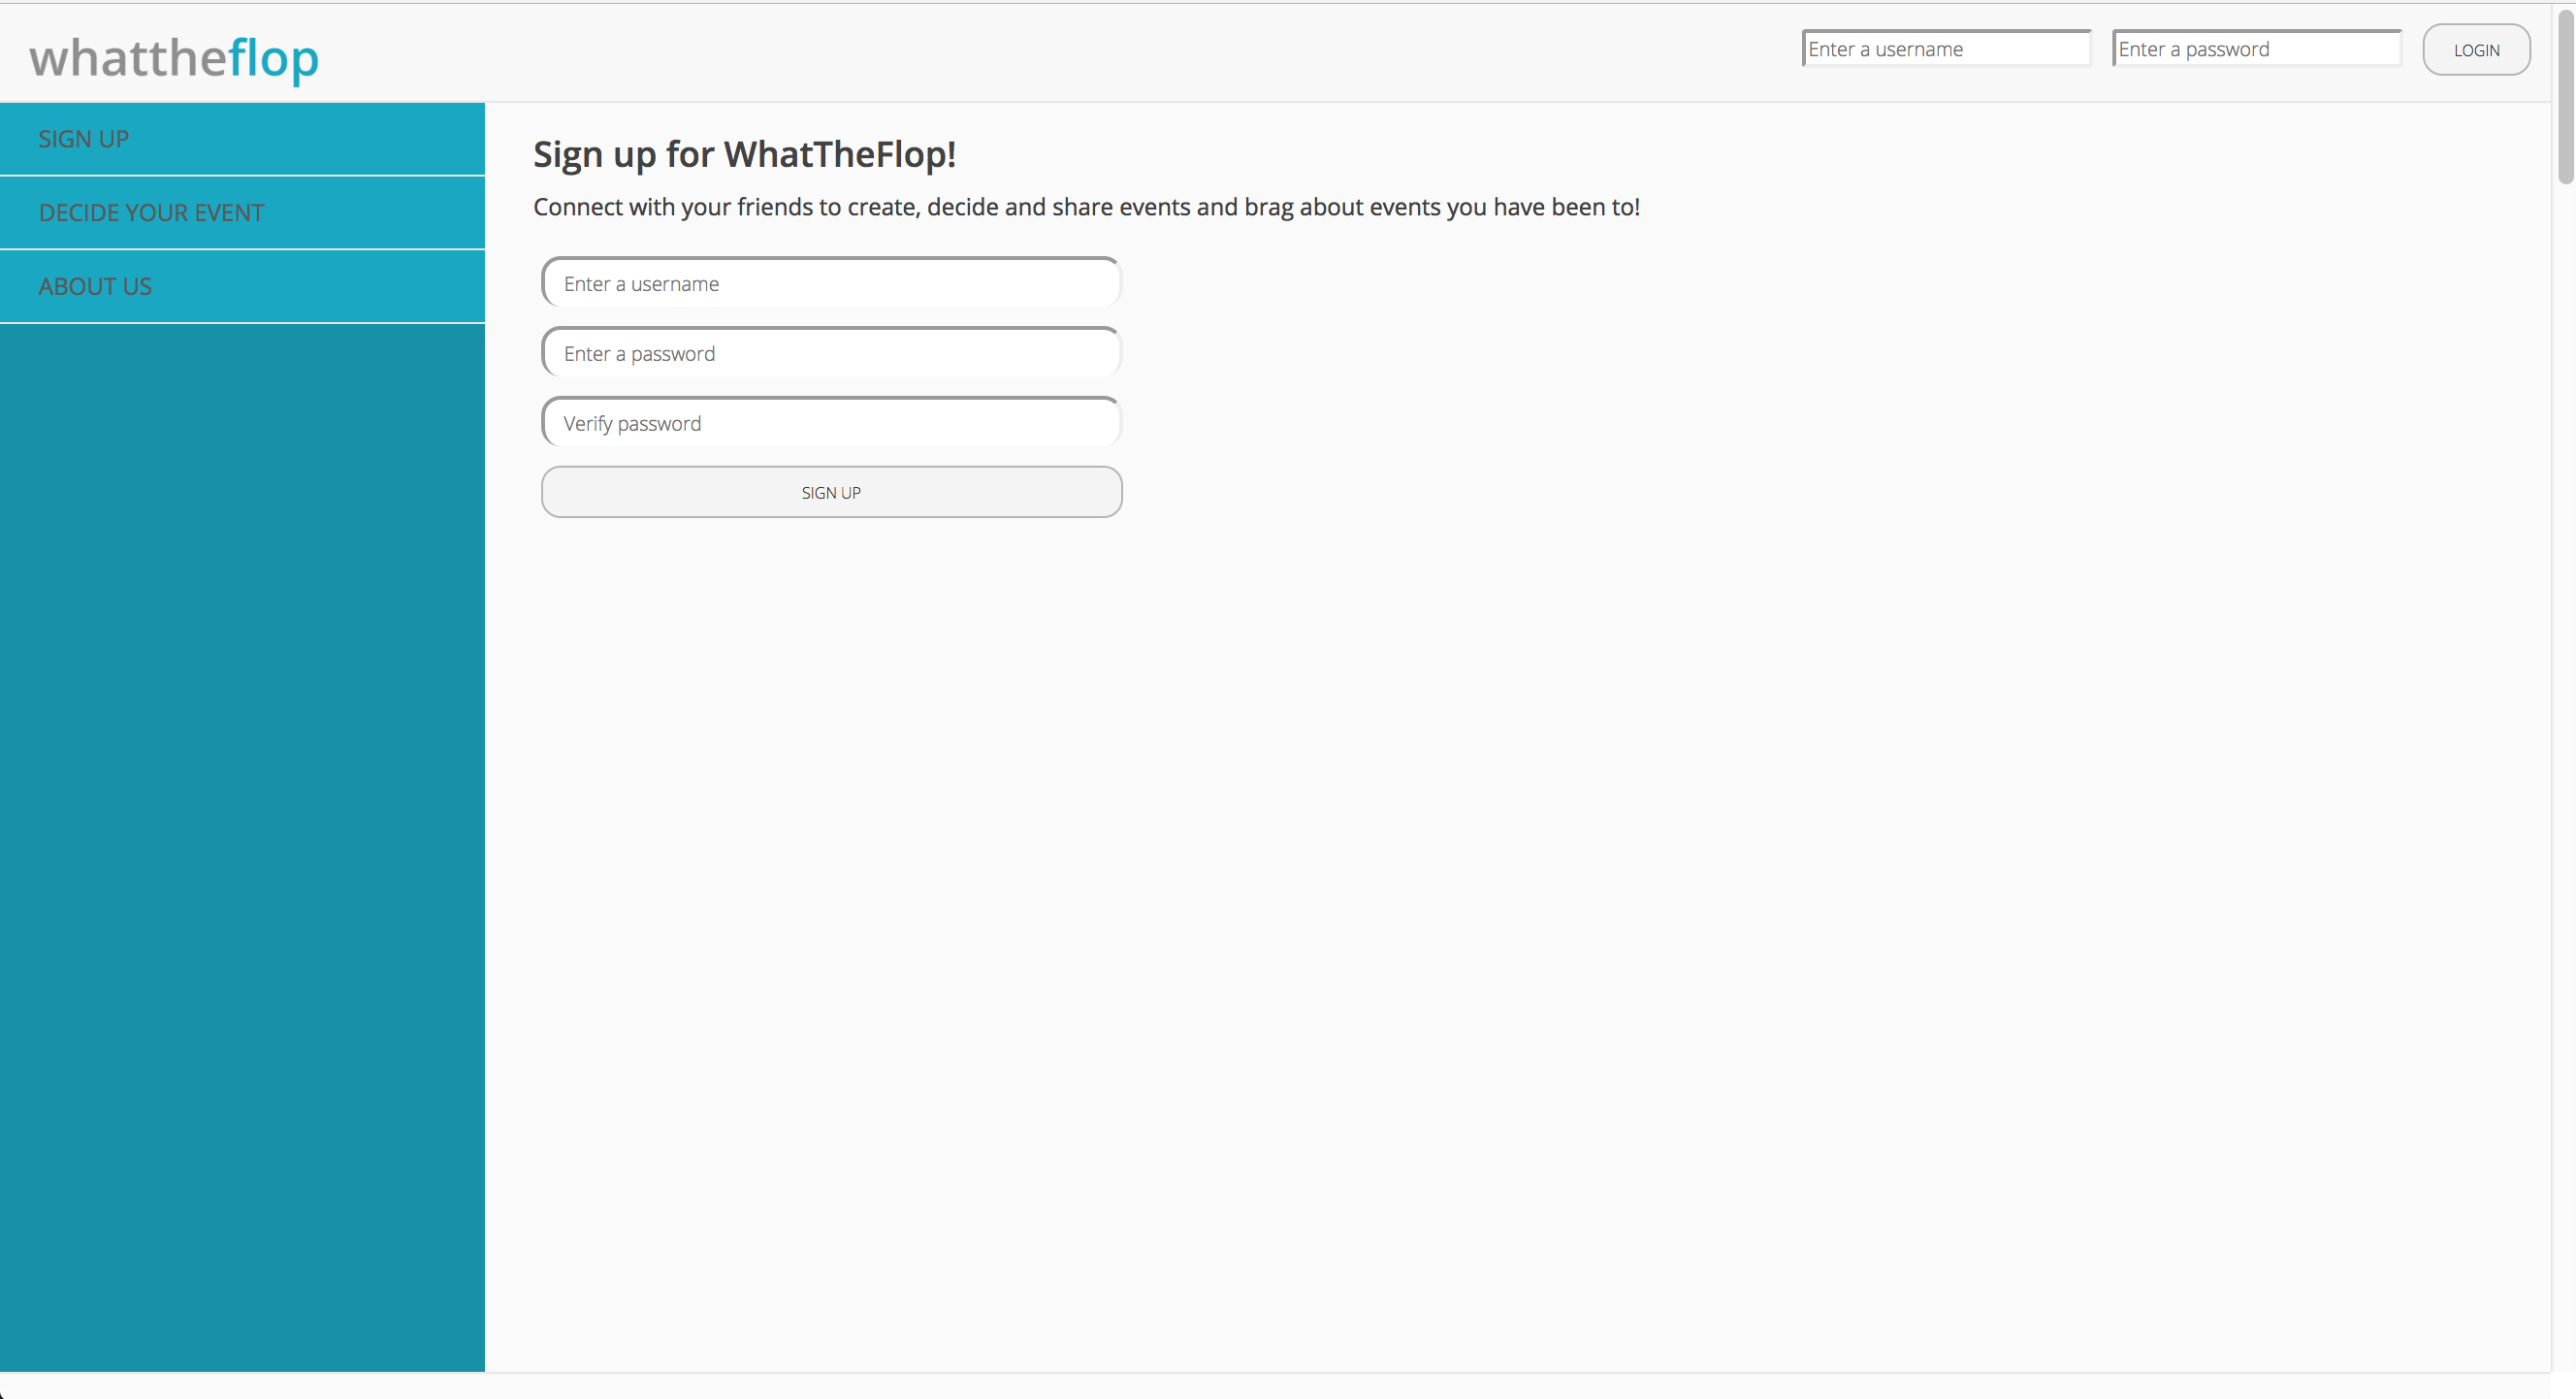 whattheflop
Enter a username
Enter a password
LOGIN
SIGN UP
DECIDE YOUR EVENT
ABOUT US
Sign up for WhatTheFlop!
Connect with your friends to create, decide and share events and brag about events you have been to!
Enter a username
Enter a password
Verify password
SIGN UP